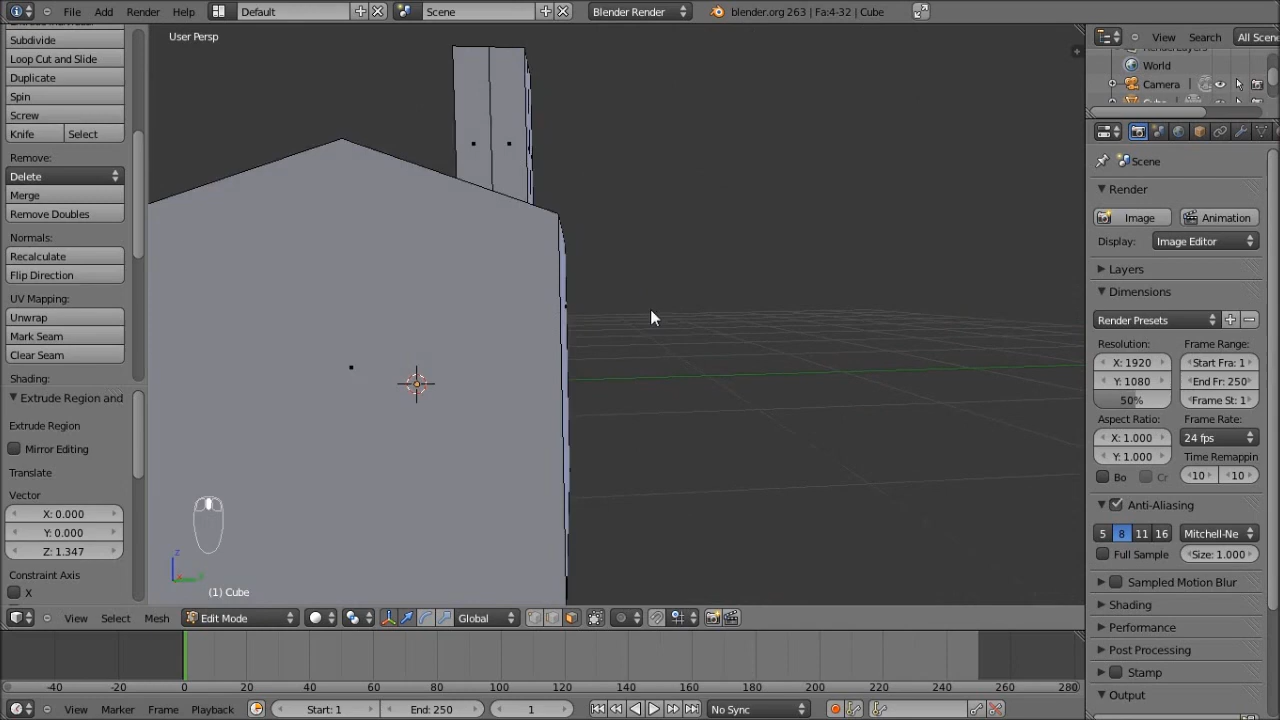 File Add Render Help Default Scene Blender Render blender.org 263 | Fa:4-32 | Cube
User Persp
View Search All Scene
World
Camera
Subdivide
Loop Cut and Slide
Duplicate
Spin
Screw
Knife Select
Remove:
Delete
Merge
Remove Doubles
Normals:
Recalculate
Flip Direction
UV Mapping:
Unwrap
Mark Seam
Clear Seam
Shading:
Extrude Region and
Extrude Region
Mirror Editing
Translate
Vector
X: 0.000
Y: 0.000
Z: 1.347
Constraint Axis
X
z
(1) Cube
Scene
Render
Image Animation
Display: Image Editor
Layers
Dimensions
Render Presets
Resolution: Frame Range:
X: 1920 Start Fra: 1
Y: 1080 End Fr: 250
50% Frame St: 1
Aspect Ratio: Frame Rate:
X: 1.000 24 fps
Y: 1.000 Time Remappin
Bo Cr 10 10
Anti-Aliasing
5 8 11 16 Mitchell-Ne
Full Sample Size: 1.000
Sampled Motion Blur
Shading
Performance
Post Processing
Stamp
Output
View Select Mesh Edit Mode Global
-40 -20 0 20 40 60 80 100 120 140 160 180 200 220 240 260 280
View Marker Frame Playback Start: 1 End: 250 1 No Sync